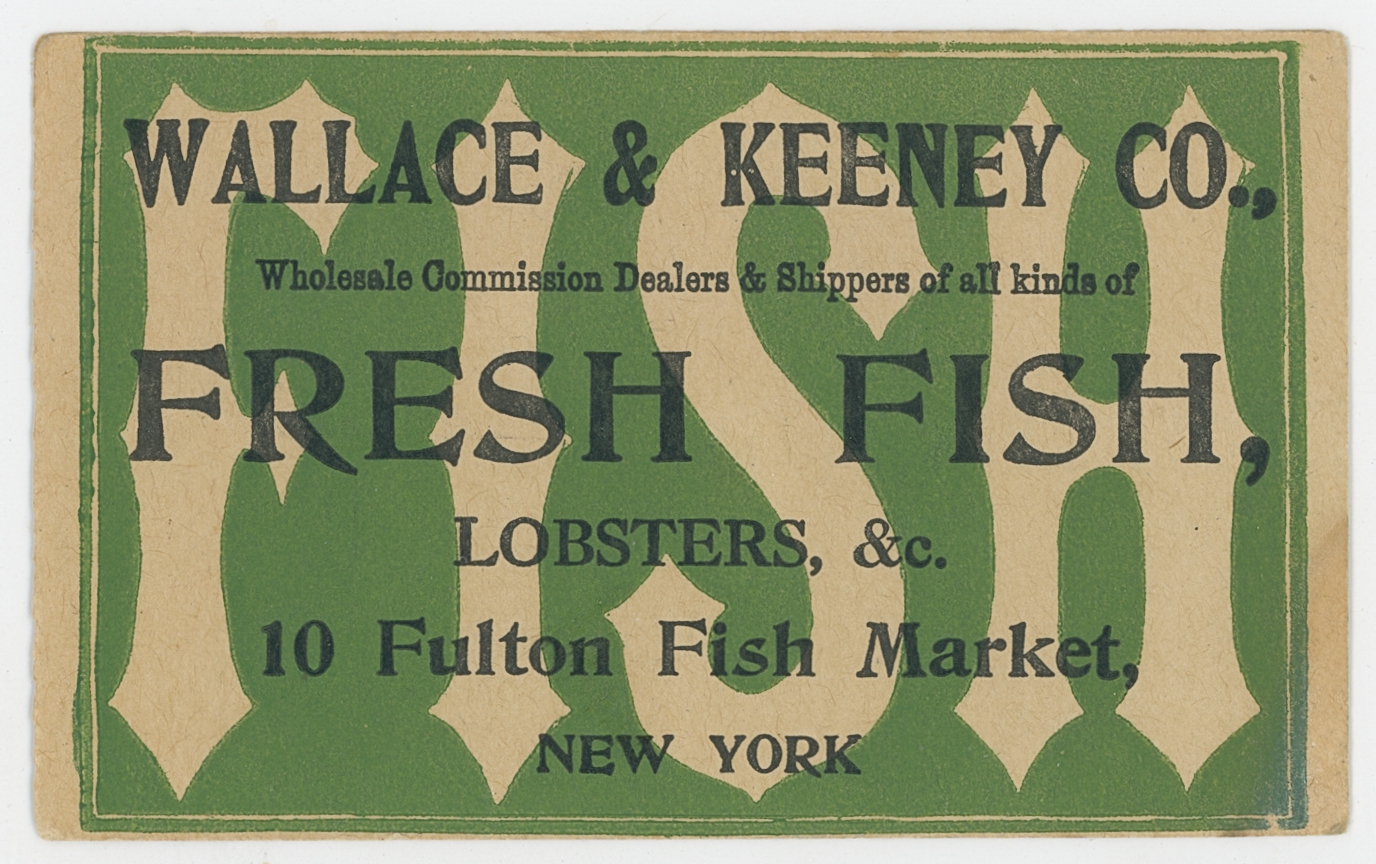 FISH
WALLACE & KEENEY CO.,
Wholesale Commission Dealers & Shippers of all kinds of
FRESH FISH,
LOBSTERS, &c.
10 Fulton Fish Market,
NEW YORK